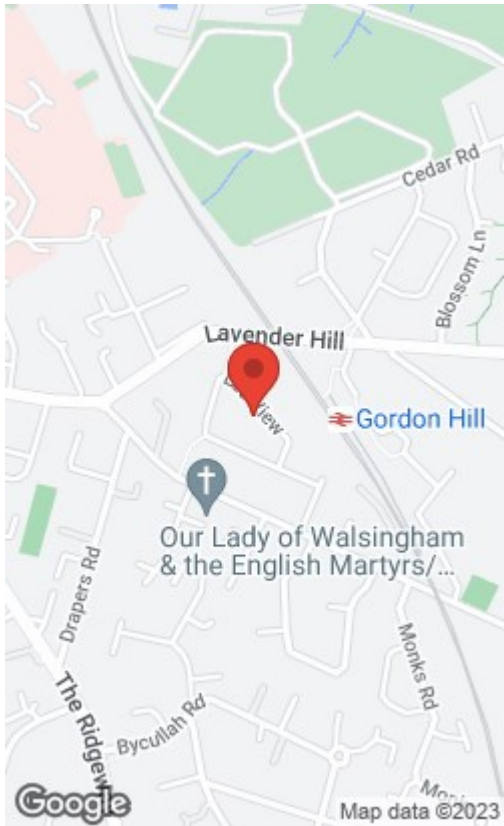 Cedar Rd
Blossom Ln
Lavender Hill
View
Gordon Hill
Our Lady of Walsingham
& the English Martyrs/...
Drapers Rd
Monks Rd
The Ridgew
Bycullah Rd
Google
Map data ©2023